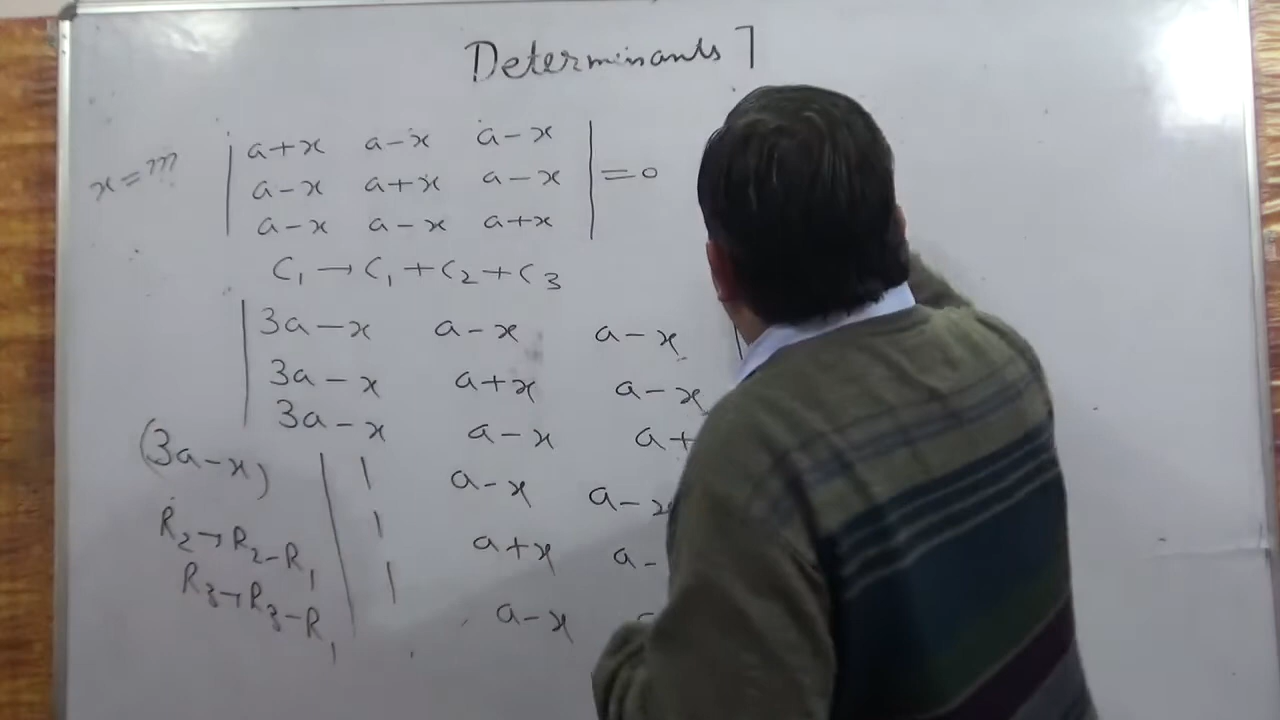 Determinants 7
x = ??? | a+x a-x a-x |
| a-x a+x a-x | = 0
| a-x a-x a+x |
C₁ → C₁ + C₂ + C₃
| 3a-x a-x a-x
| 3a-x a+x a-x
| 3a-x a-x a+
(3a-x) | 1 a-x a-x
R₂→R₂-R₁ | 1 a+x a-
R₃→R₃-R₁ | 1 a-x